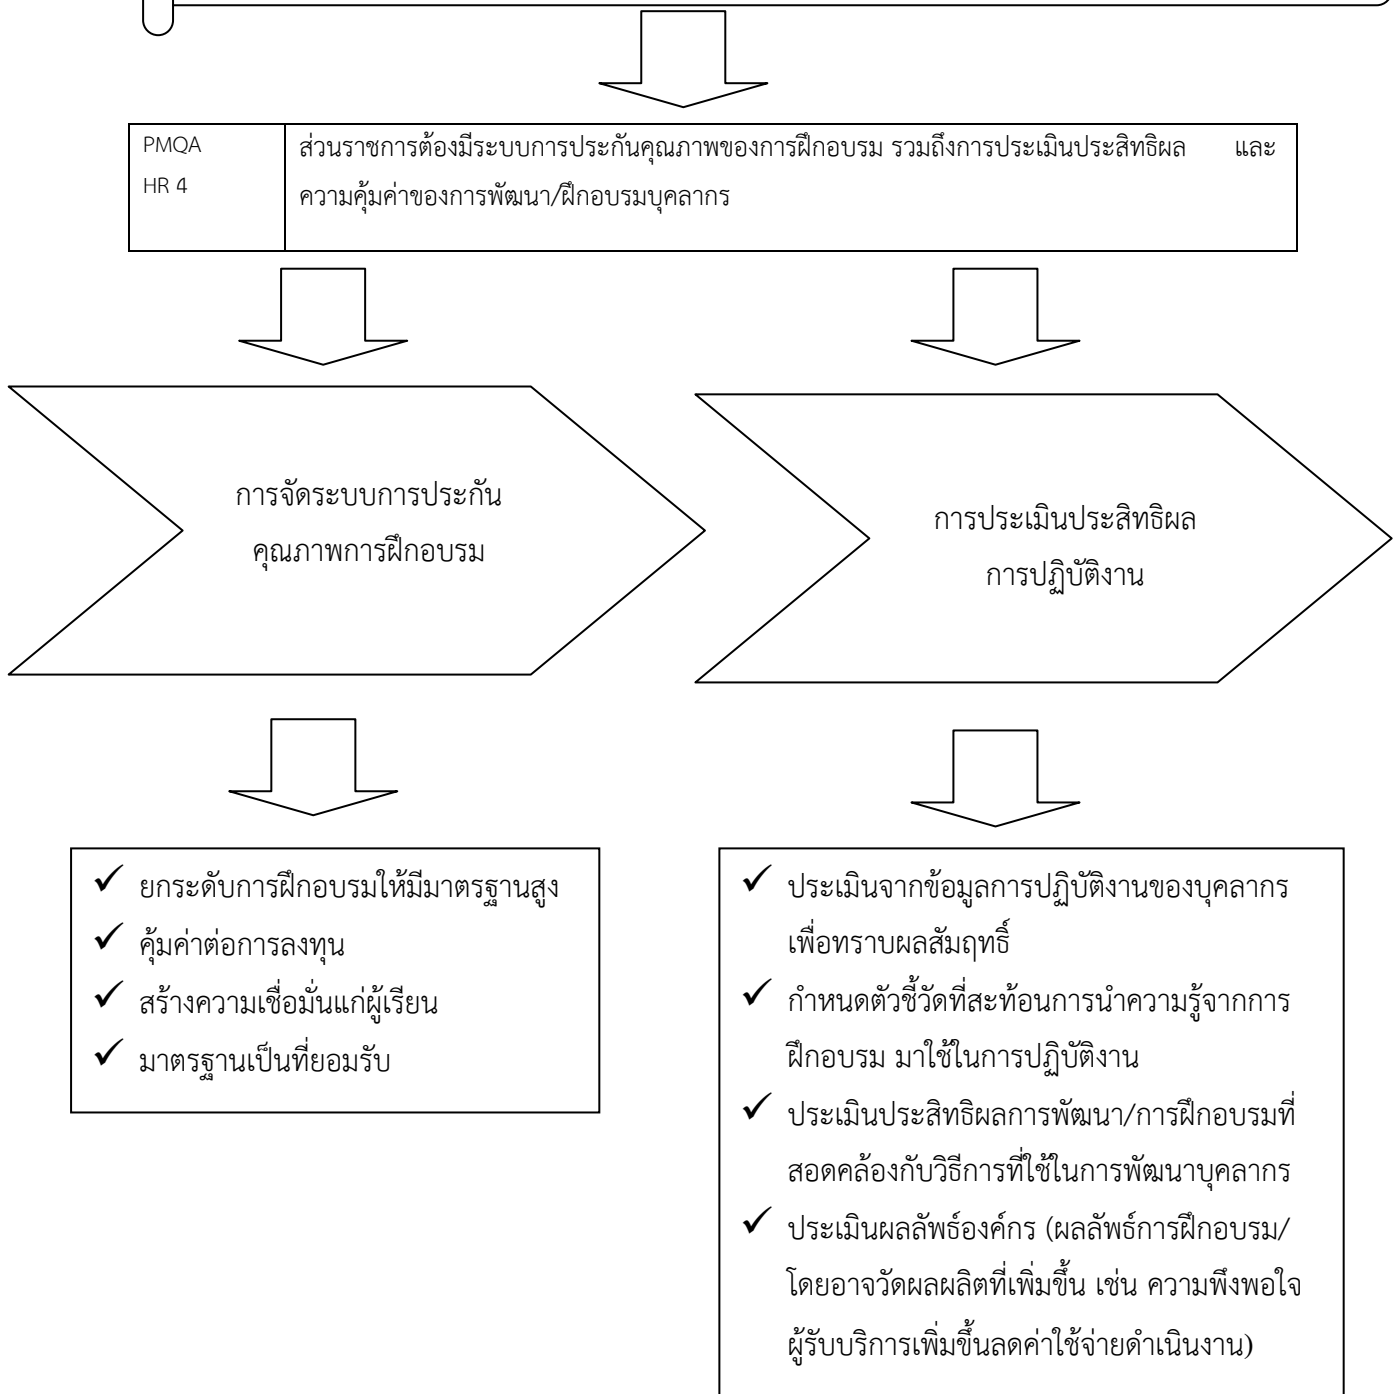 PMQA
HR 4
ส่วนราชการต้องมีระบบการประกันคุณภาพของการฝึกอบรม รวมถึงการประเมินประสิทธิผล และ
ความคุ้มค่าของการพัฒนา/ฝึกอบรมบุคลากร
การจัดระบบการประกัน
คุณภาพการฝึกอบรม
การประเมินประสิทธิผล
การปฏิบัติงาน
✓ ยกระดับการฝึกอบรมให้มีมาตรฐานสูง
✓ คุ้มค่าต่อการลงทุน
✓ สร้างความเชื่อมั่นแก่ผู้เรียน
✓ มาตรฐานเป็นที่ยอมรับ
✓ ประเมินจากข้อมูลการปฏิบัติงานของบุคลากร
เพื่อทราบผลสัมฤทธิ์
✓ กำหนดตัวชี้วัดที่สะท้อนการนำความรู้จากการ
ฝึกอบรม มาใช้ในการปฏิบัติงาน
✓ ประเมินประสิทธิผลการพัฒนา/การฝึกอบรมที่
สอดคล้องกับวิธีการที่ใช้ในการพัฒนาบุคลากร
✓ ประเมินผลลัพธ์องค์กร (ผลลัพธ์การฝึกอบรม/
โดยอาจวัดผลผลิตที่เพิ่มขึ้น เช่น ความพึงพอใจ
ผู้รับบริการเพิ่มขึ้นลดค่าใช้จ่ายดำเนินงาน)